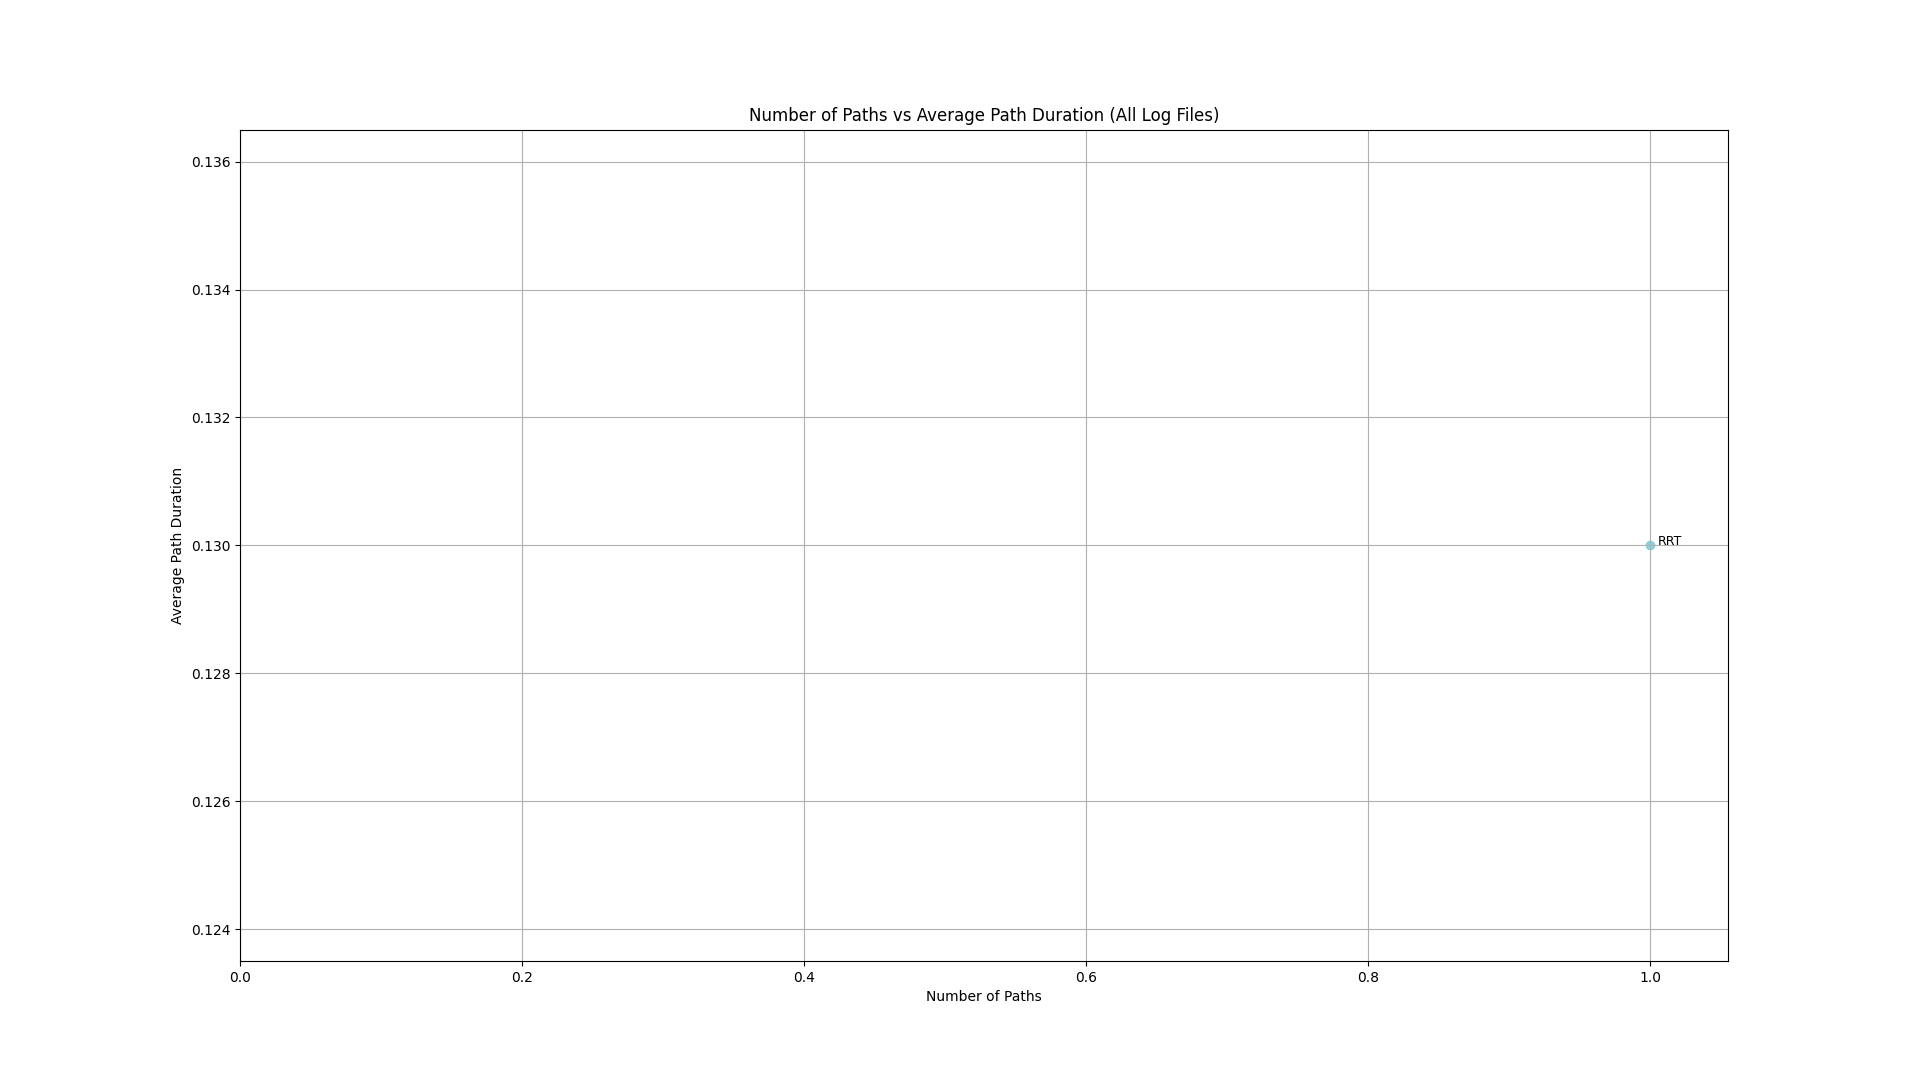 Number of Paths vs Average Path Duration (All Log Files)
0.136
0.134
0.132
0.130
0.128
0.126
0.124
Average Path Duration
RRT
0.0 0.2 0.4 0.6 0.8 1.0
Number of Paths